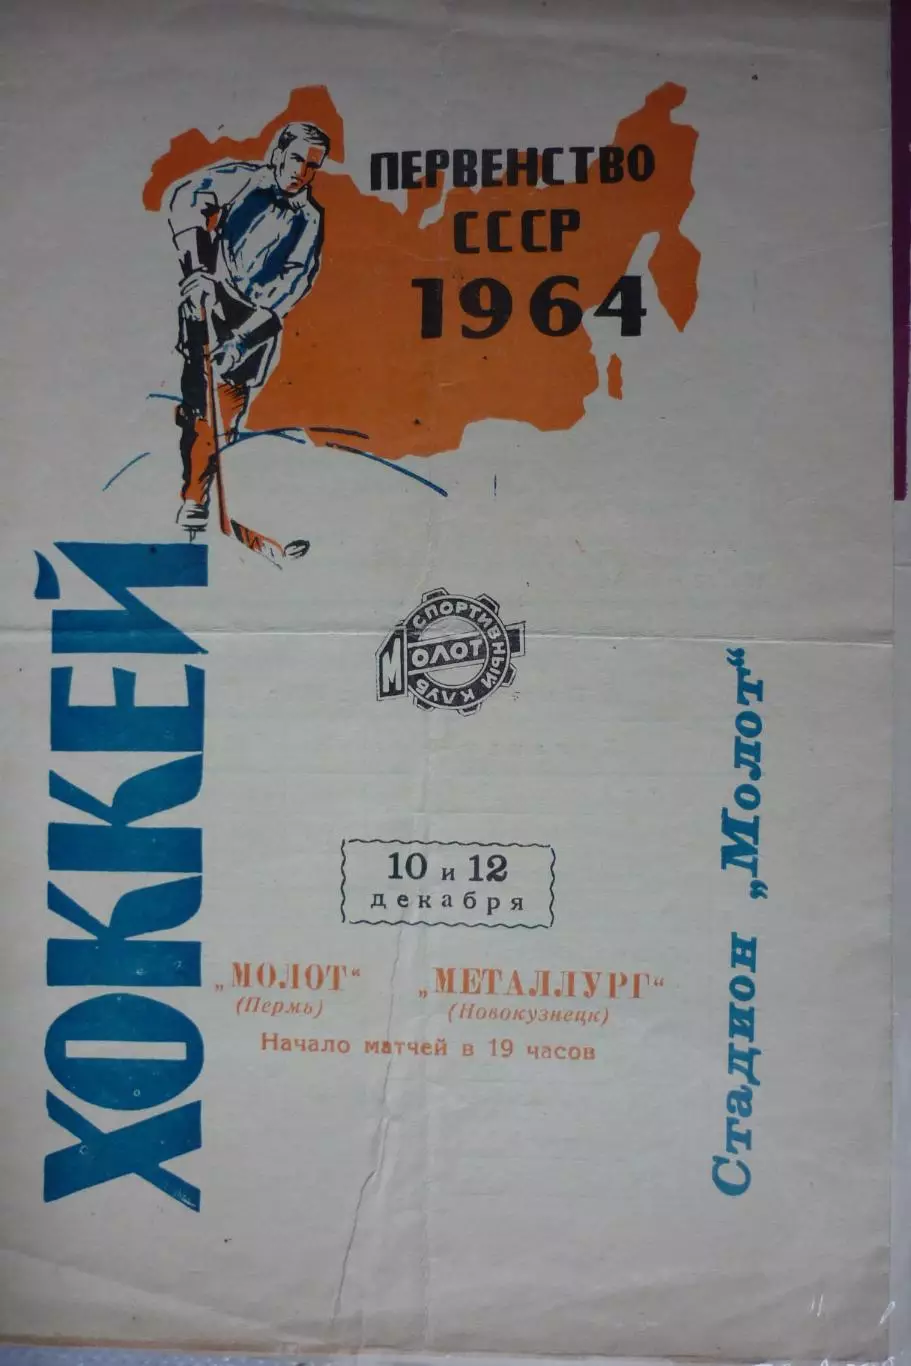 ПЕРВЕНСТВО
СССР
1964
ХОККЕЙ
СПОРТИВНЫЙ КЛУБ
МОЛОТ
Стадион „Молот“
10 и 12
декабря
„МОЛОТ“ „МЕТАЛЛУРГ“
(Пермь) (Новокузнецк)
Начало матчей в 19 часов